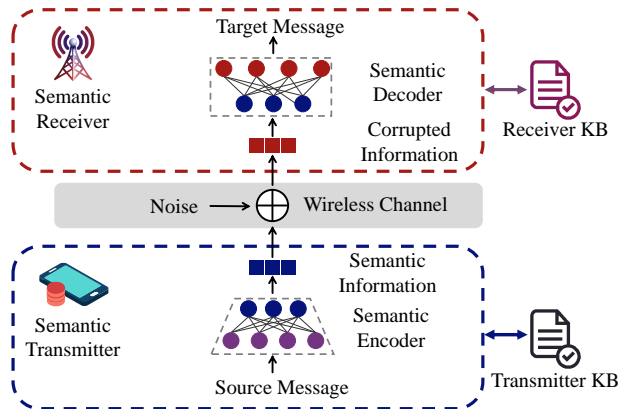 Target Message
Semantic
Receiver
Semantic
Decoder
Corrupted
Information
Receiver KB
Noise
Wireless Channel
Semantic
Information
Semantic
Transmitter
Semantic
Encoder
Transmitter KB
Source Message